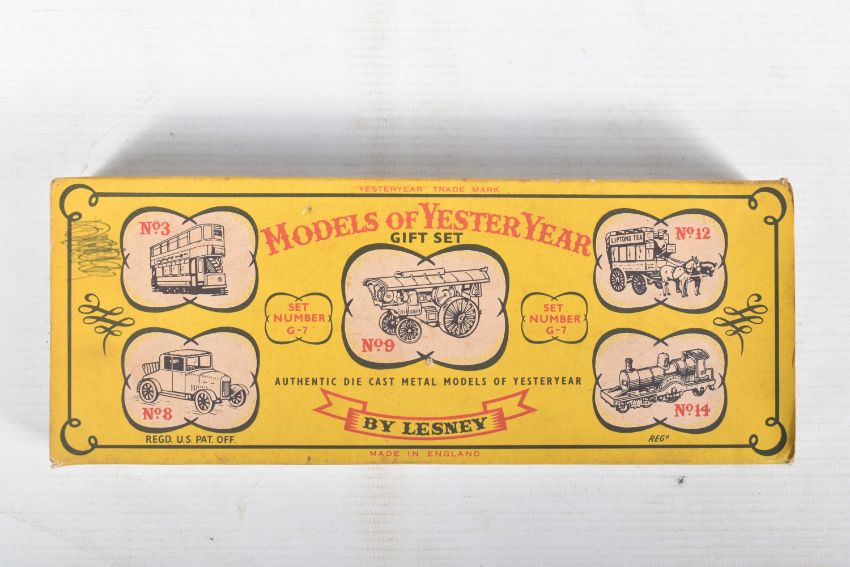 "YESTERYEAR" TRADE MARK
MODELS OF YESTERYEAR
GIFT SET
Nº3
LIPTONS TEA
Nº12
SET
NUMBER
G-7
SET
NUMBER
G-7
Nº9
Nº8
Nº14
AUTHENTIC DIE CAST METAL MODELS OF YESTERYEAR
BY LESNEY
REGD. U.S. PAT. OFF.
REGD
MADE IN ENGLAND